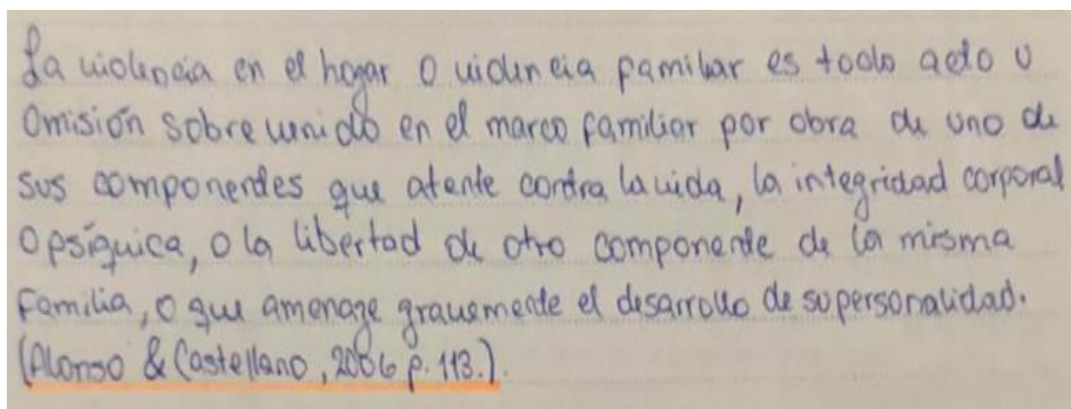 La violencia en el hogar o violencia familiar es todo acto u
Omisión sobrevenido en el marco familiar por obra de uno de
sus componentes que atente contra la vida, la integridad corporal
o psíquica, o la libertad de otro componente de la misma
Familia, o que amenaze gravemente el desarrollo de su personalidad.
(Alonso & Castellano, 2006 p. 113.).